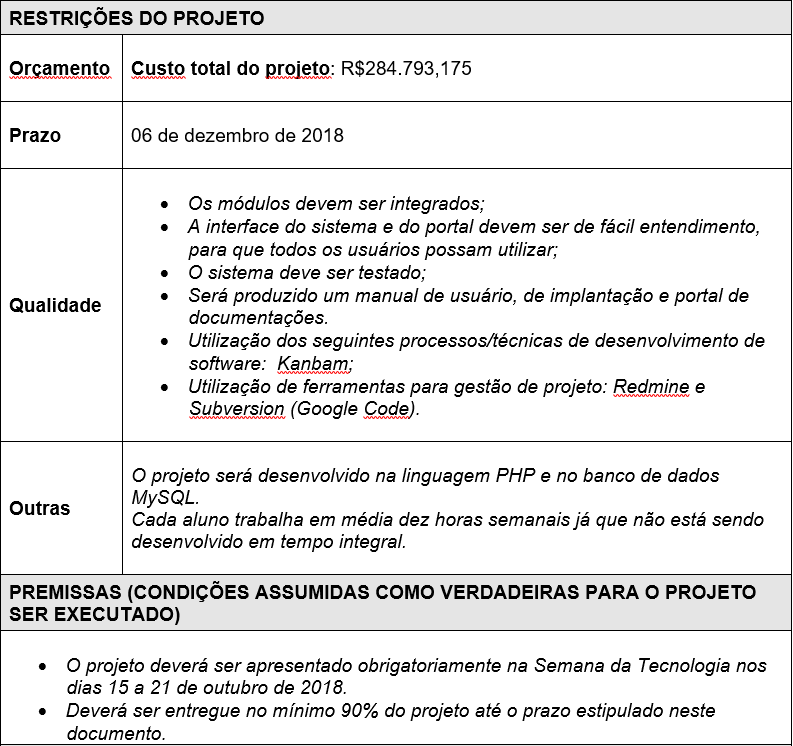 RESTRIÇÕES DO PROJETO
Orçamento
Custo total do projeto: R$284.793,175
Prazo
06 de dezembro de 2018
Qualidade
• Os módulos devem ser integrados;
• A interface do sistema e do portal devem ser de fácil entendimento,
para que todos os usuários possam utilizar;
• O sistema deve ser testado;
• Será produzido um manual de usuário, de implantação e portal de
documentações.
• Utilização dos seguintes processos/técnicas de desenvolvimento de
software:  Kanbam;
• Utilização de ferramentas para gestão de projeto: Redmine e
Subversion (Google Code).
Outras
O projeto será desenvolvido na linguagem PHP e no banco de dados
MySQL.
Cada aluno trabalha em média dez horas semanais já que não está sendo
desenvolvido em tempo integral.
PREMISSAS (CONDIÇÕES ASSUMIDAS COMO VERDADEIRAS PARA O PROJETO
SER EXECUTADO)
• O projeto deverá ser apresentado obrigatoriamente na Semana da Tecnologia nos
dias 15 a 21 de outubro de 2018.
• Deverá ser entregue no mínimo 90% do projeto até o prazo estipulado neste
documento.